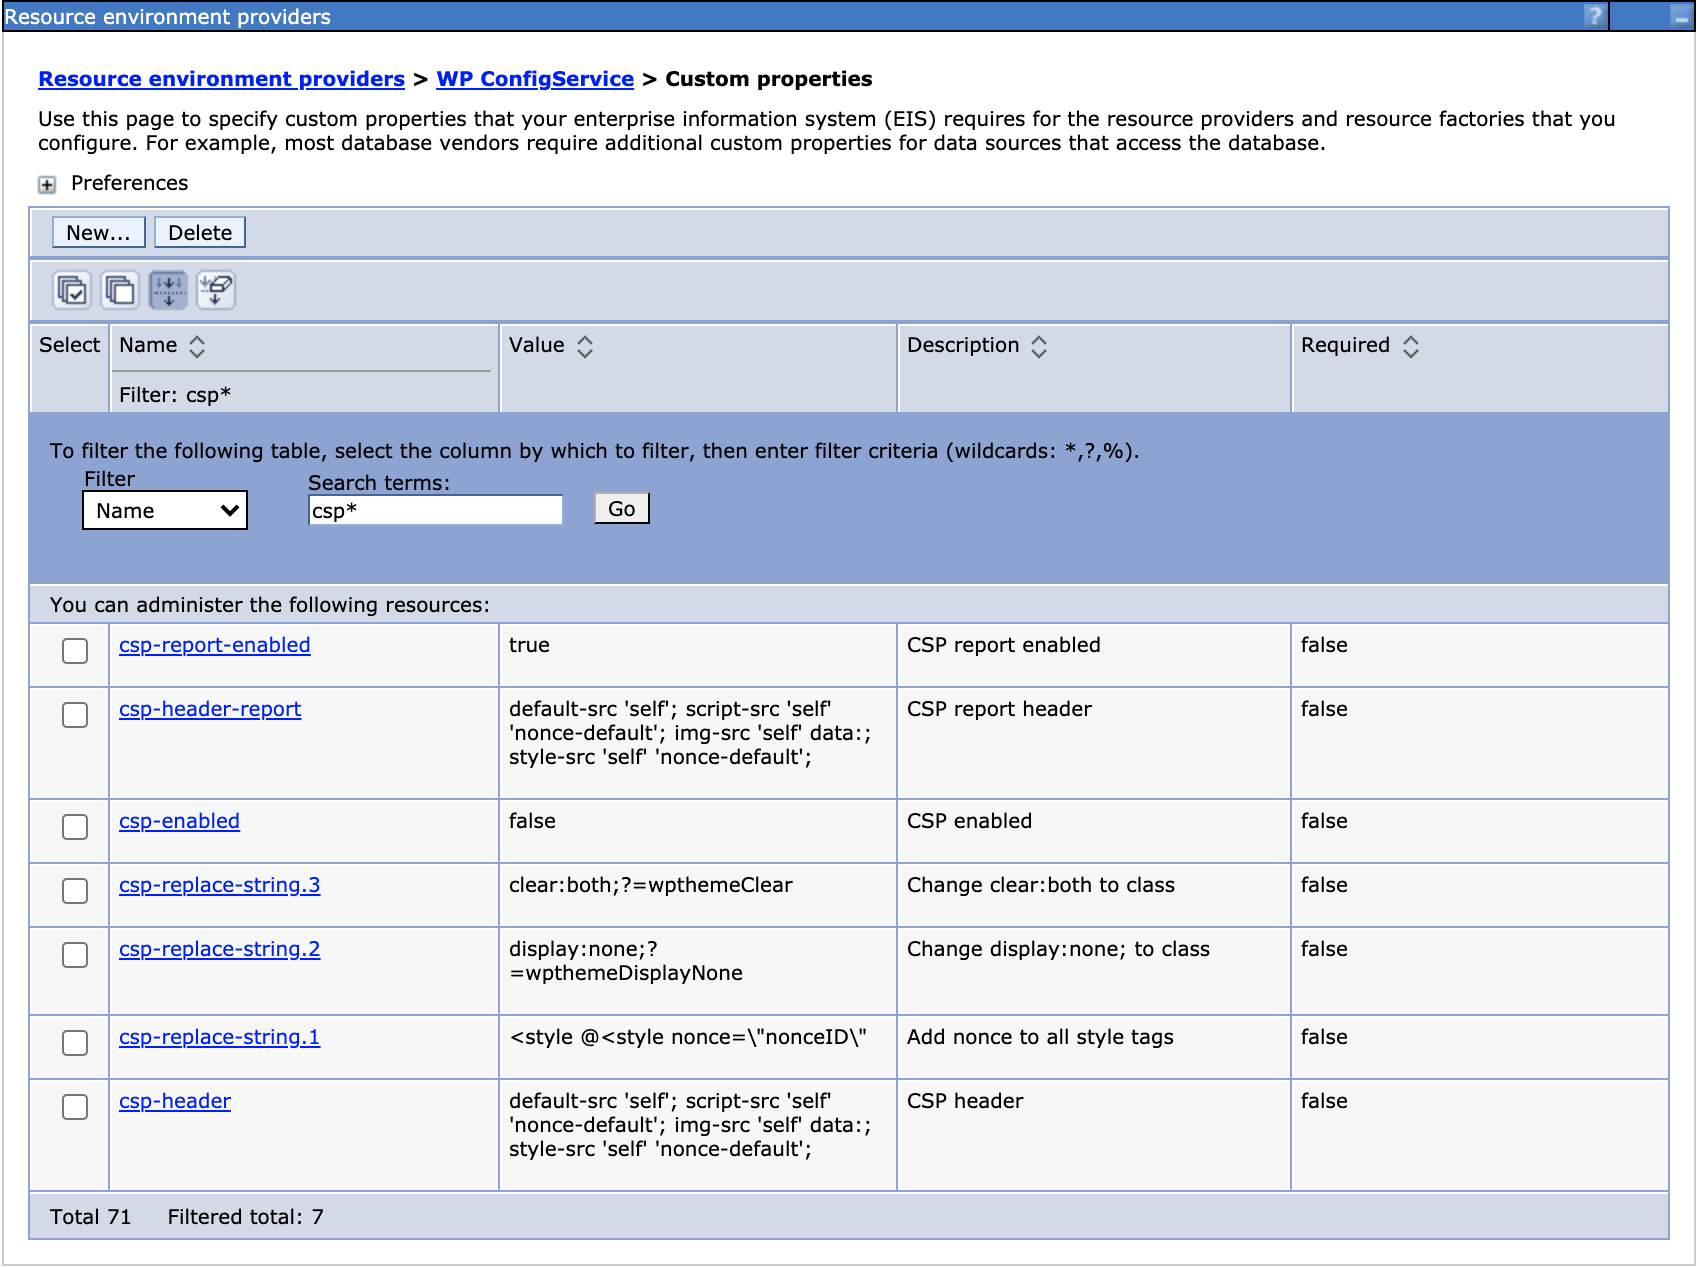 Resource environment providers
?
Resource environment providers > WP ConfigService > Custom properties
Use this page to specify custom properties that your enterprise information system (EIS) requires for the resource providers and resource factories that you
configure. For example, most database vendors require additional custom properties for data sources that access the database.
Preferences
New... Delete
Select Name Value Description Required
Filter: csp*
To filter the following table, select the column by which to filter, then enter filter criteria (wildcards: *,?,%).
Filter
Search terms:
Name csp* Go
You can administer the following resources:
csp-report-enabled true CSP report enabled false
csp-header-report default-src 'self'; script-src 'self' CSP report header false
'nonce-default'; img-src 'self' data:;
style-src 'self' 'nonce-default';
csp-enabled false CSP enabled false
csp-replace-string.3 clear:both;?=wpthemeClear Change clear:both to class false
csp-replace-string.2 display:none;? Change display:none; to class false
=wpthemeDisplayNone
csp-replace-string.1 <style @<style nonce=\"nonceID\" Add nonce to all style tags false
csp-header default-src 'self'; script-src 'self' CSP header false
'nonce-default'; img-src 'self' data:;
style-src 'self' 'nonce-default';
Total 71 Filtered total: 7